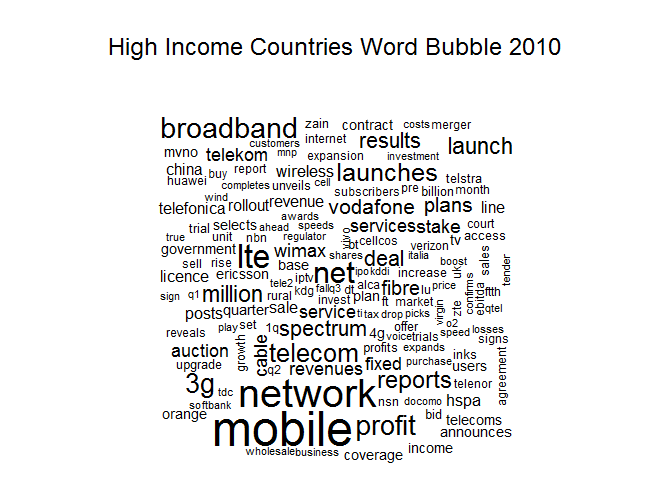 High Income Countries Word Bubble 2010
broadband zain contract costs merger
customers internet results launch
mvno telekom mnp expansion investment
china buy report wireless launches telstra
huawei completes unveils cell subscribers pre billion month
wind telefonica rollout revenue vodafone plans line
awards
trial selects ahead speeds services stake court
true unit nbn regulator vivo bt cellcos verizon tv access
government lte wimax shares deal italia boost sales
sell rise base net ipo kddi increase uk tender
licence ericsson tele2 iptv fallq3 dt alca fibre lu price confirms ftth
sign q1 million rural kdg invest plan ft market virgin zte ebitda qtel
posts quarter sale service ti tax drop picks
reveals play set 1q spectrum 4g offer o2 speed losses
voice trials signs
auction growth cable telecom profits expands inks
upgrade q2 revenues fixed purchase users agreement
3g tdc network reports telenor
softbank nsn docomo hspa
orange mobile profit bid telecoms
announces
wholesale business coverage income